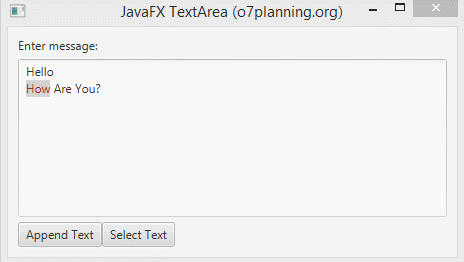 JavaFX TextArea (o7planning.org)
Enter message:
Hello
How Are You?
Append Text Select Text